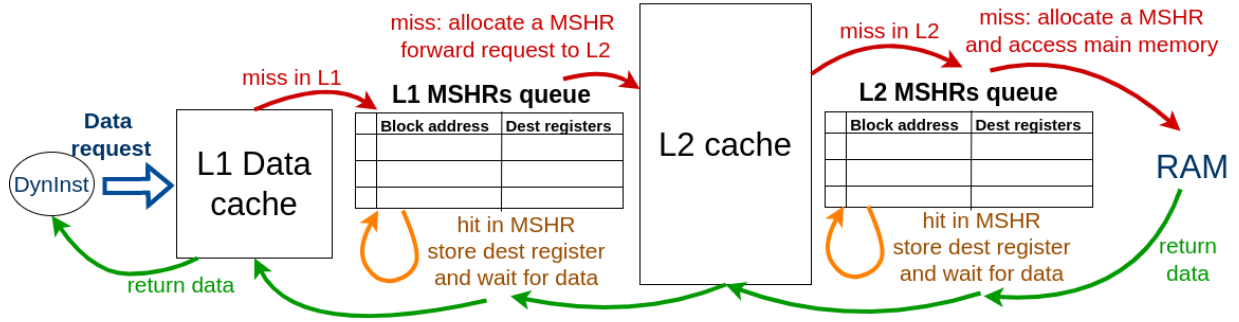 DynInst
Data
request
L1 Data
cache
return data
miss in L1
miss: allocate a MSHR
forward request to L2
L1 MSHRs queue
Block address Dest registers
hit in MSHR
store dest register
and wait for data
L2 cache
miss in L2
miss: allocate a MSHR
and access main memory
L2 MSHRs queue
Block address Dest registers
hit in MSHR
store dest register
and wait for data
RAM
return
data